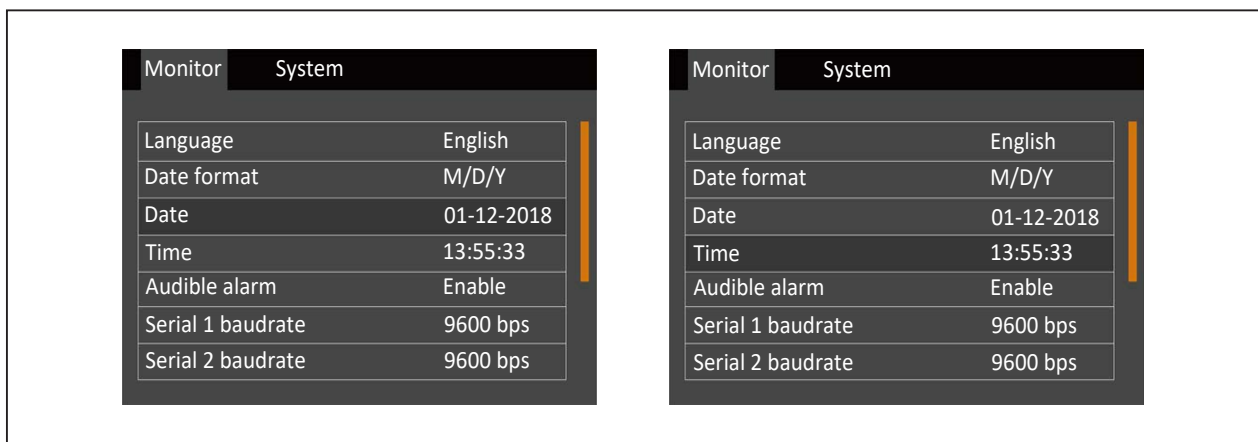 Monitor System
Language English
Date format M/D/Y
Date 01-12-2018
Time 13:55:33
Audible alarm Enable
Serial 1 baudrate 9600 bps
Serial 2 baudrate 9600 bps
Monitor System
Language English
Date format M/D/Y
Date 01-12-2018
Time 13:55:33
Audible alarm Enable
Serial 1 baudrate 9600 bps
Serial 2 baudrate 9600 bps